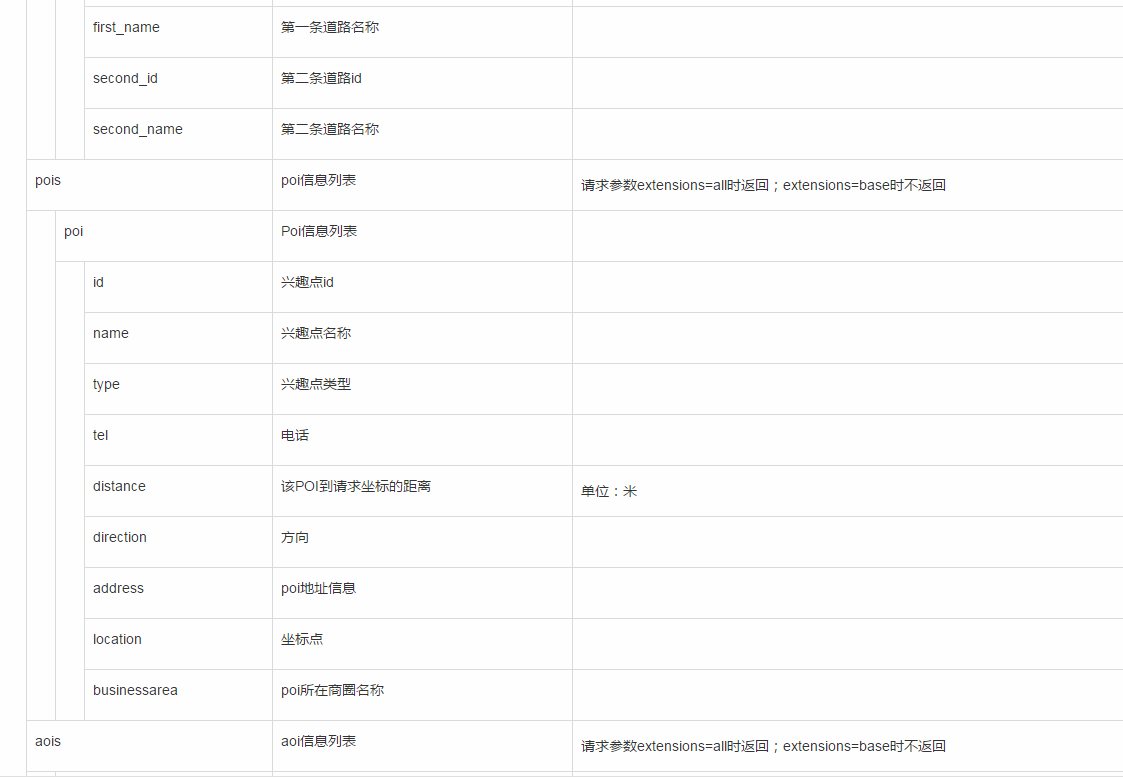 first_name 第一条道路名称
second_id 第二条道路id
second_name 第二条道路名称
pois poi信息列表 请求参数extensions=all时返回；extensions=base时不返回
poi Poi信息列表
id 兴趣点id
name 兴趣点名称
type 兴趣点类型
tel 电话
distance 该POI到请求坐标的距离 单位：米
direction 方向
address poi地址信息
location 坐标点
businessarea poi所在商圈名称
aois aoi信息列表 请求参数extensions=all时返回；extensions=base时不返回